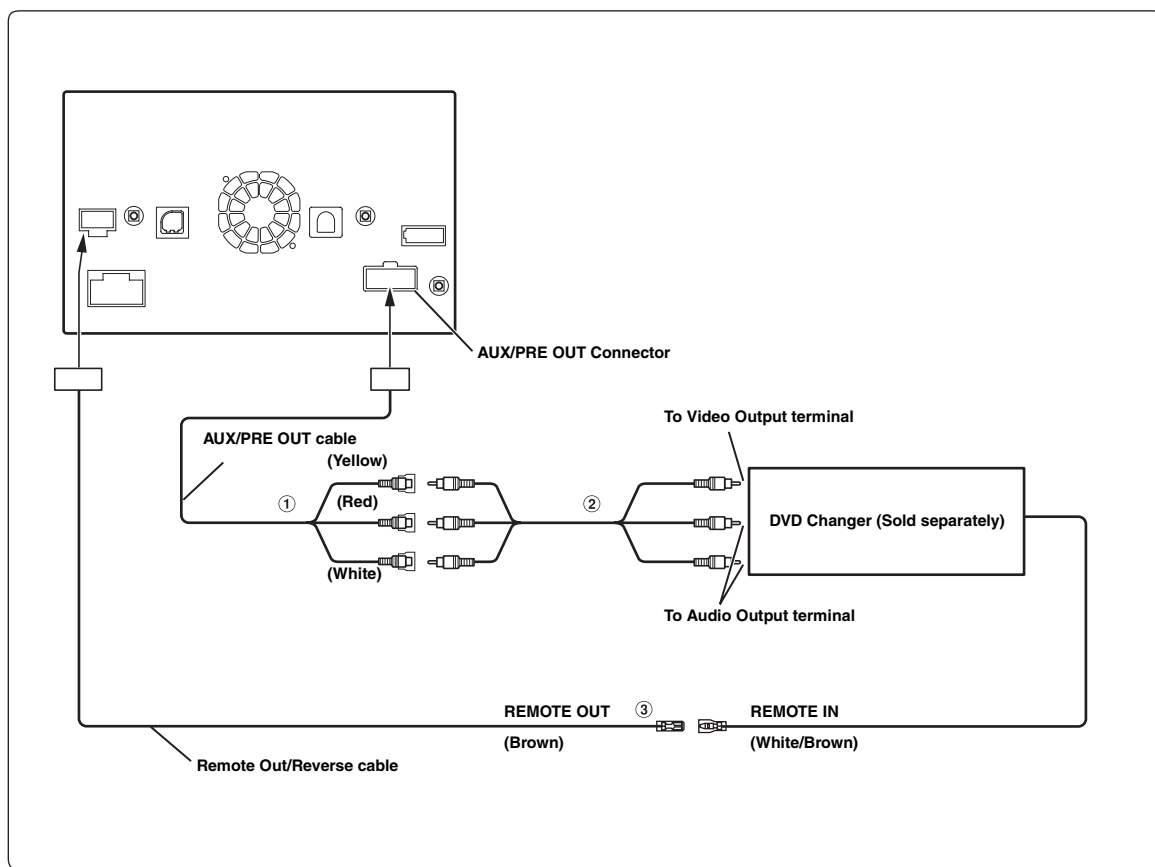 AUX/PRE OUT Connector
To Video Output terminal
AUX/PRE OUT cable
(Yellow)
①
(Red)
②
DVD Changer (Sold separately)
(White)
To Audio Output terminal
REMOTE OUT
③
REMOTE IN
(Brown)
(White/Brown)
Remote Out/Reverse cable